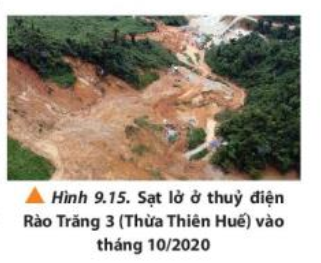 Hình 9.15. Sạt lở ở thuỷ điện
Rào Trăng 3 (Thừa Thiên Huế) vào
tháng 10/2020